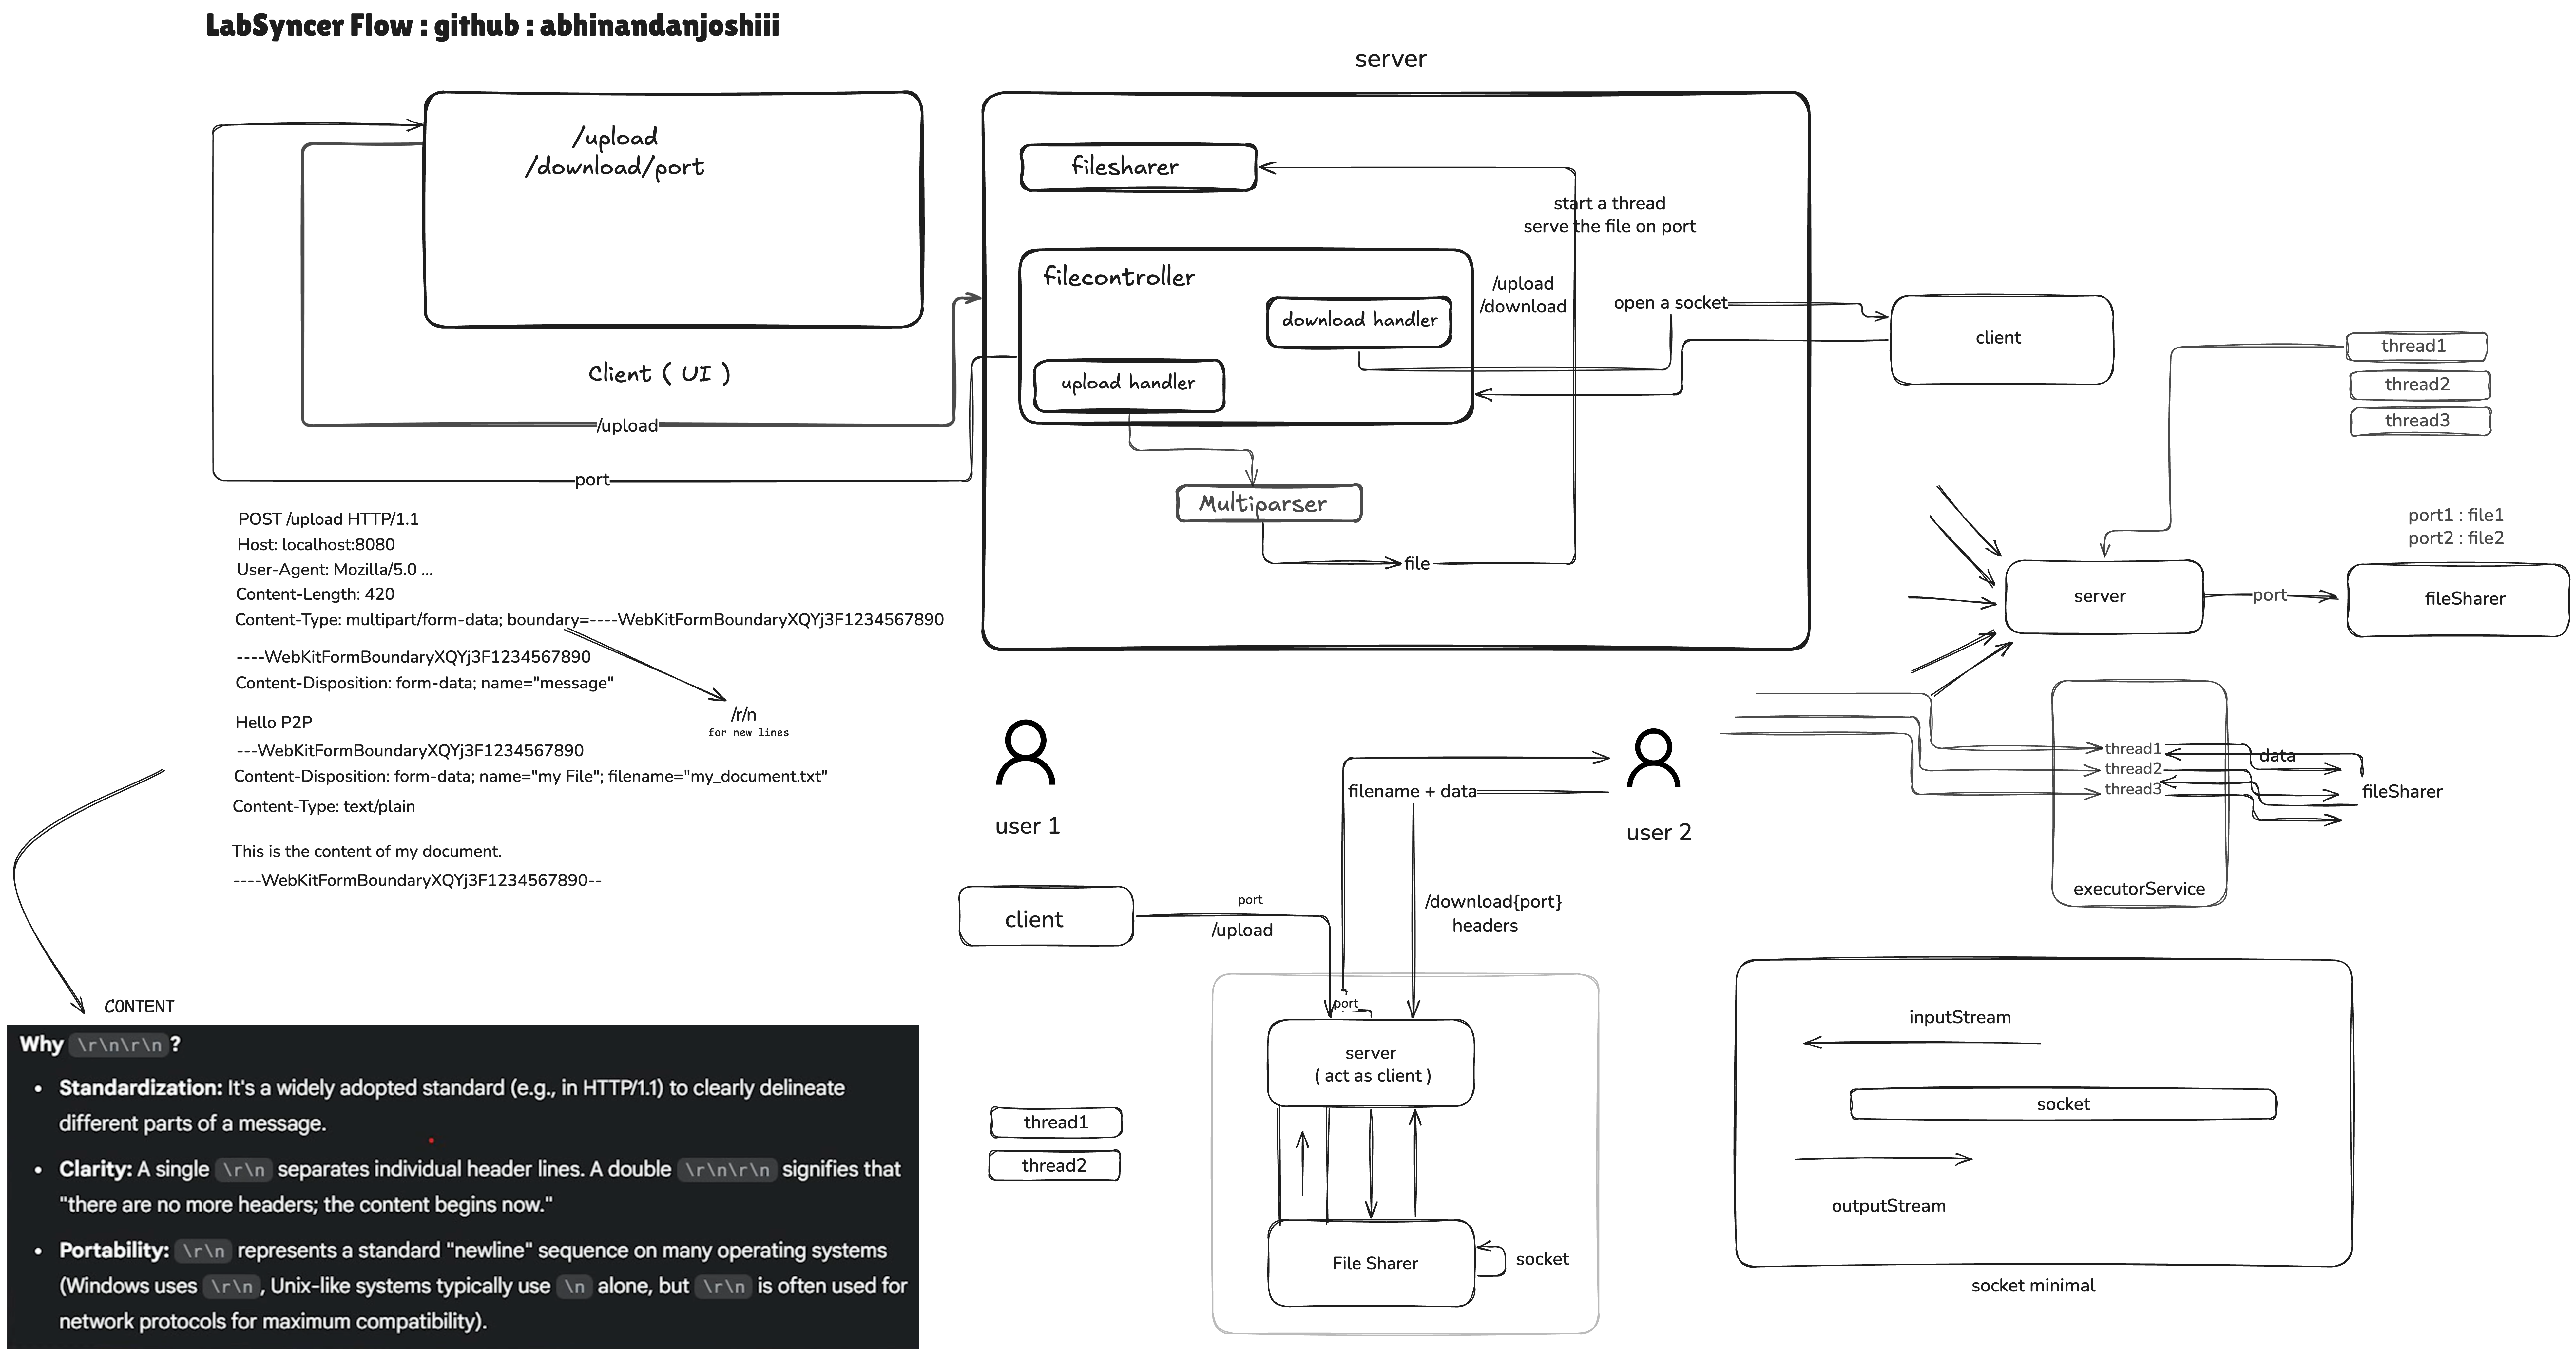 LabSyncer Flow : github : abhinandanjoshiii
server
/upload
/download/port
Client ( UI )
/upload
port
filesharer
start a thread
serve the file on port
filecontroller
/upload
/download
download handler
upload handler
open a socket
Multiparser
file
client
thread1
thread2
thread3
port1 : file1
port2 : file2
server
port
fileSharer
POST /upload HTTP/1.1
Host: localhost:8080
User-Agent: Mozilla/5.0 ...
Content-Length: 420
Content-Type: multipart/form-data; boundary=----WebKitFormBoundaryXQYj3F1234567890
----WebKitFormBoundaryXQYj3F1234567890
Content-Disposition: form-data; name="message"
/r/n
for new lines
Hello P2P
---WebKitFormBoundaryXQYj3F1234567890
Content-Disposition: form-data; name="my File"; filename="my_document.txt"
Content-Type: text/plain
This is the content of my document.
----WebKitFormBoundaryXQYj3F1234567890--
CONTENT
Why \r\n\r\n ?
• Standardization: It's a widely adopted standard (e.g., in HTTP/1.1) to clearly delineate
different parts of a message.
• Clarity: A single \r\n separates individual header lines. A double \r\n\r\n signifies that
"there are no more headers; the content begins now."
• Portability: \r\n represents a standard "newline" sequence on many operating systems
(Windows uses \r\n , Unix-like systems typically use \n alone, but \r\n is often used for
network protocols for maximum compatibility).
user 1
user 2
filename + data
client
port
/upload
/download{port}
headers
port
server
( act as client )
thread1
thread2
File Sharer
socket
thread1
thread2
thread3
data
fileSharer
executorService
inputStream
socket
outputStream
socket minimal